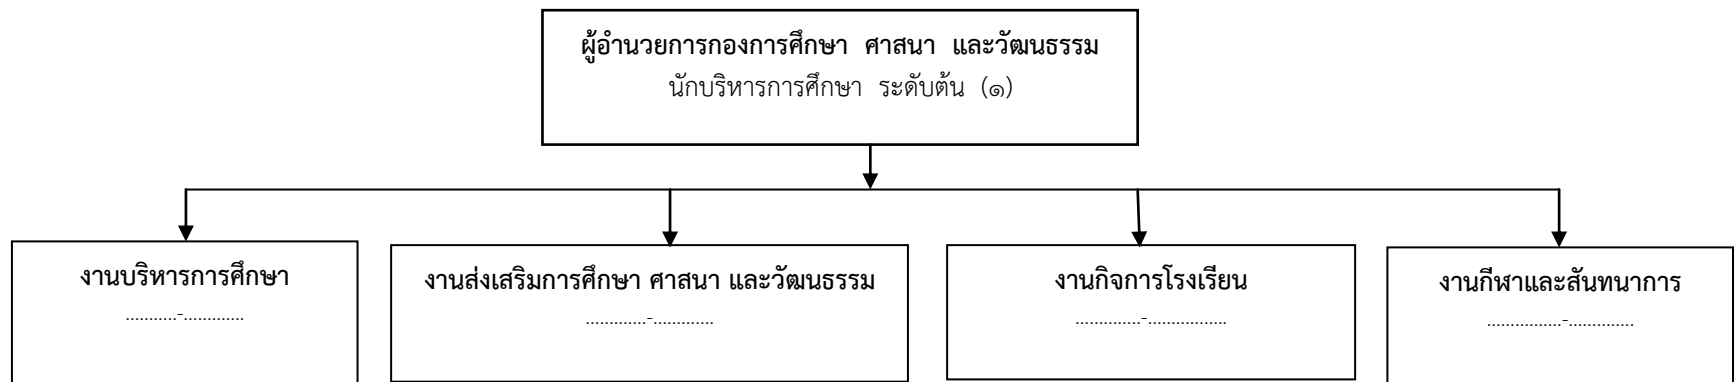 ผู้อำนวยการกองการศึกษา ศาสนา และวัฒนธรรม
นักบริหารการศึกษา ระดับต้น (๑)
งานบริหารการศึกษา
...........-............
งานส่งเสริมการศึกษา ศาสนา และวัฒนธรรม
.............-.............
งานกิจการโรงเรียน
..............-.................
งานกีฬาและสันทนาการ
................-..............